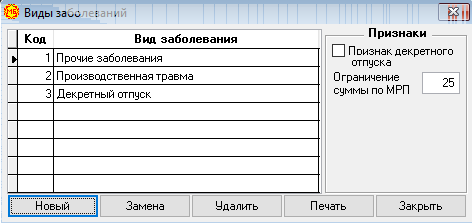 Виды заболеваний
Код Вид заболевания
1 Прочие заболевания
2 Производственная травма
3 Декретный отпуск
Признаки
Признак декретного
отпуска
Ограничение
суммы по МРП
25
Новый Замена Удалить Печать Закрыть